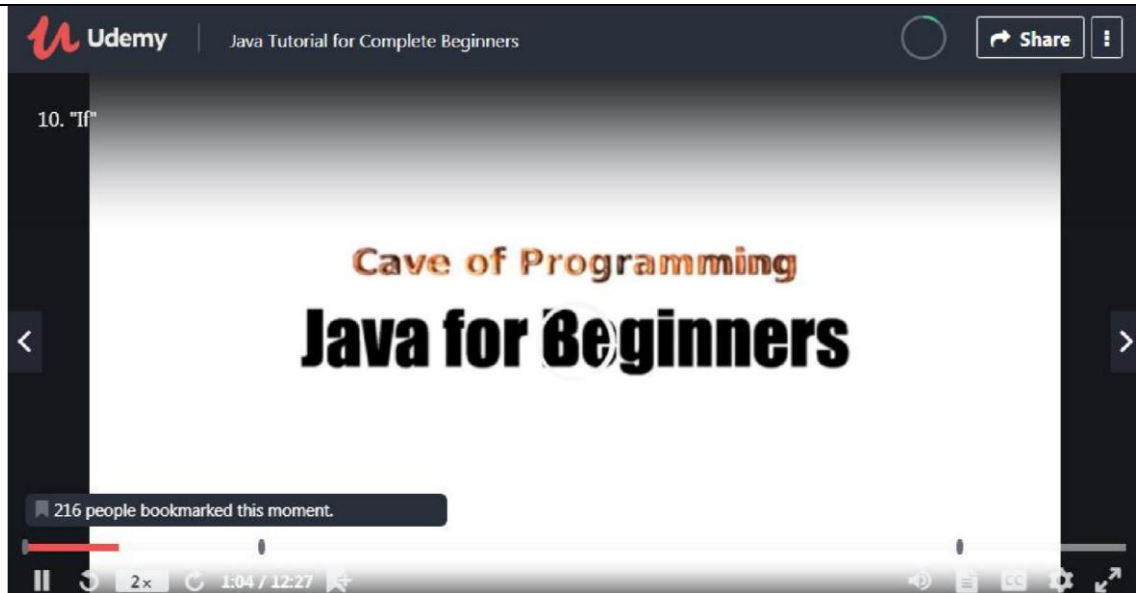 Udemy
Java Tutorial for Complete Beginners
Share
10. "If"
Cave of Programming
Java for Beginners
216 people bookmarked this moment.
2x
1:04 / 12:27
CC